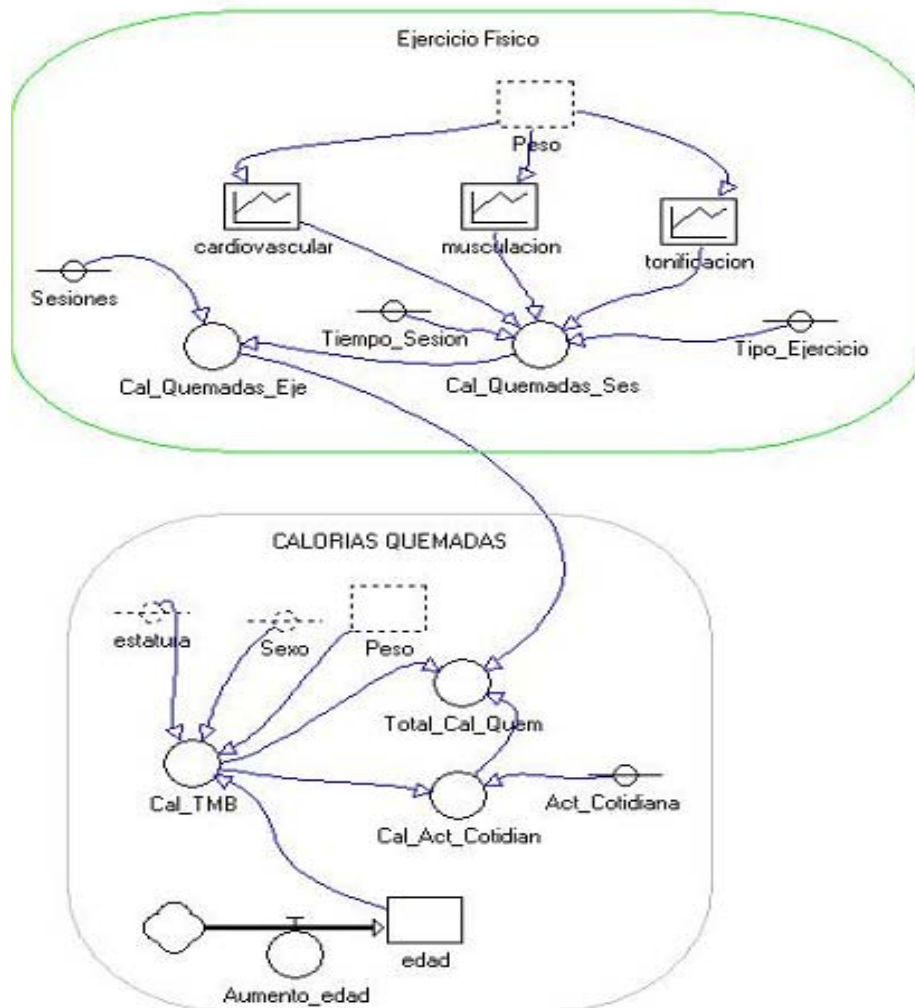 Ejercicio Fisico
Peso
cardiovascular
musculacion
tonificacion
Sesiones
Tiempo_Sesion
Tipo_Ejercicio
Cal_Quemadas_Eje
Cal_Quemadas_Ses
CALORIAS QUEMADAS
estatura
Sexo
Peso
Total_Cal_Quem
Cal_TMB
Act_Cotidiana
Cal_Act_Cotidian
edad
Aumento_edad